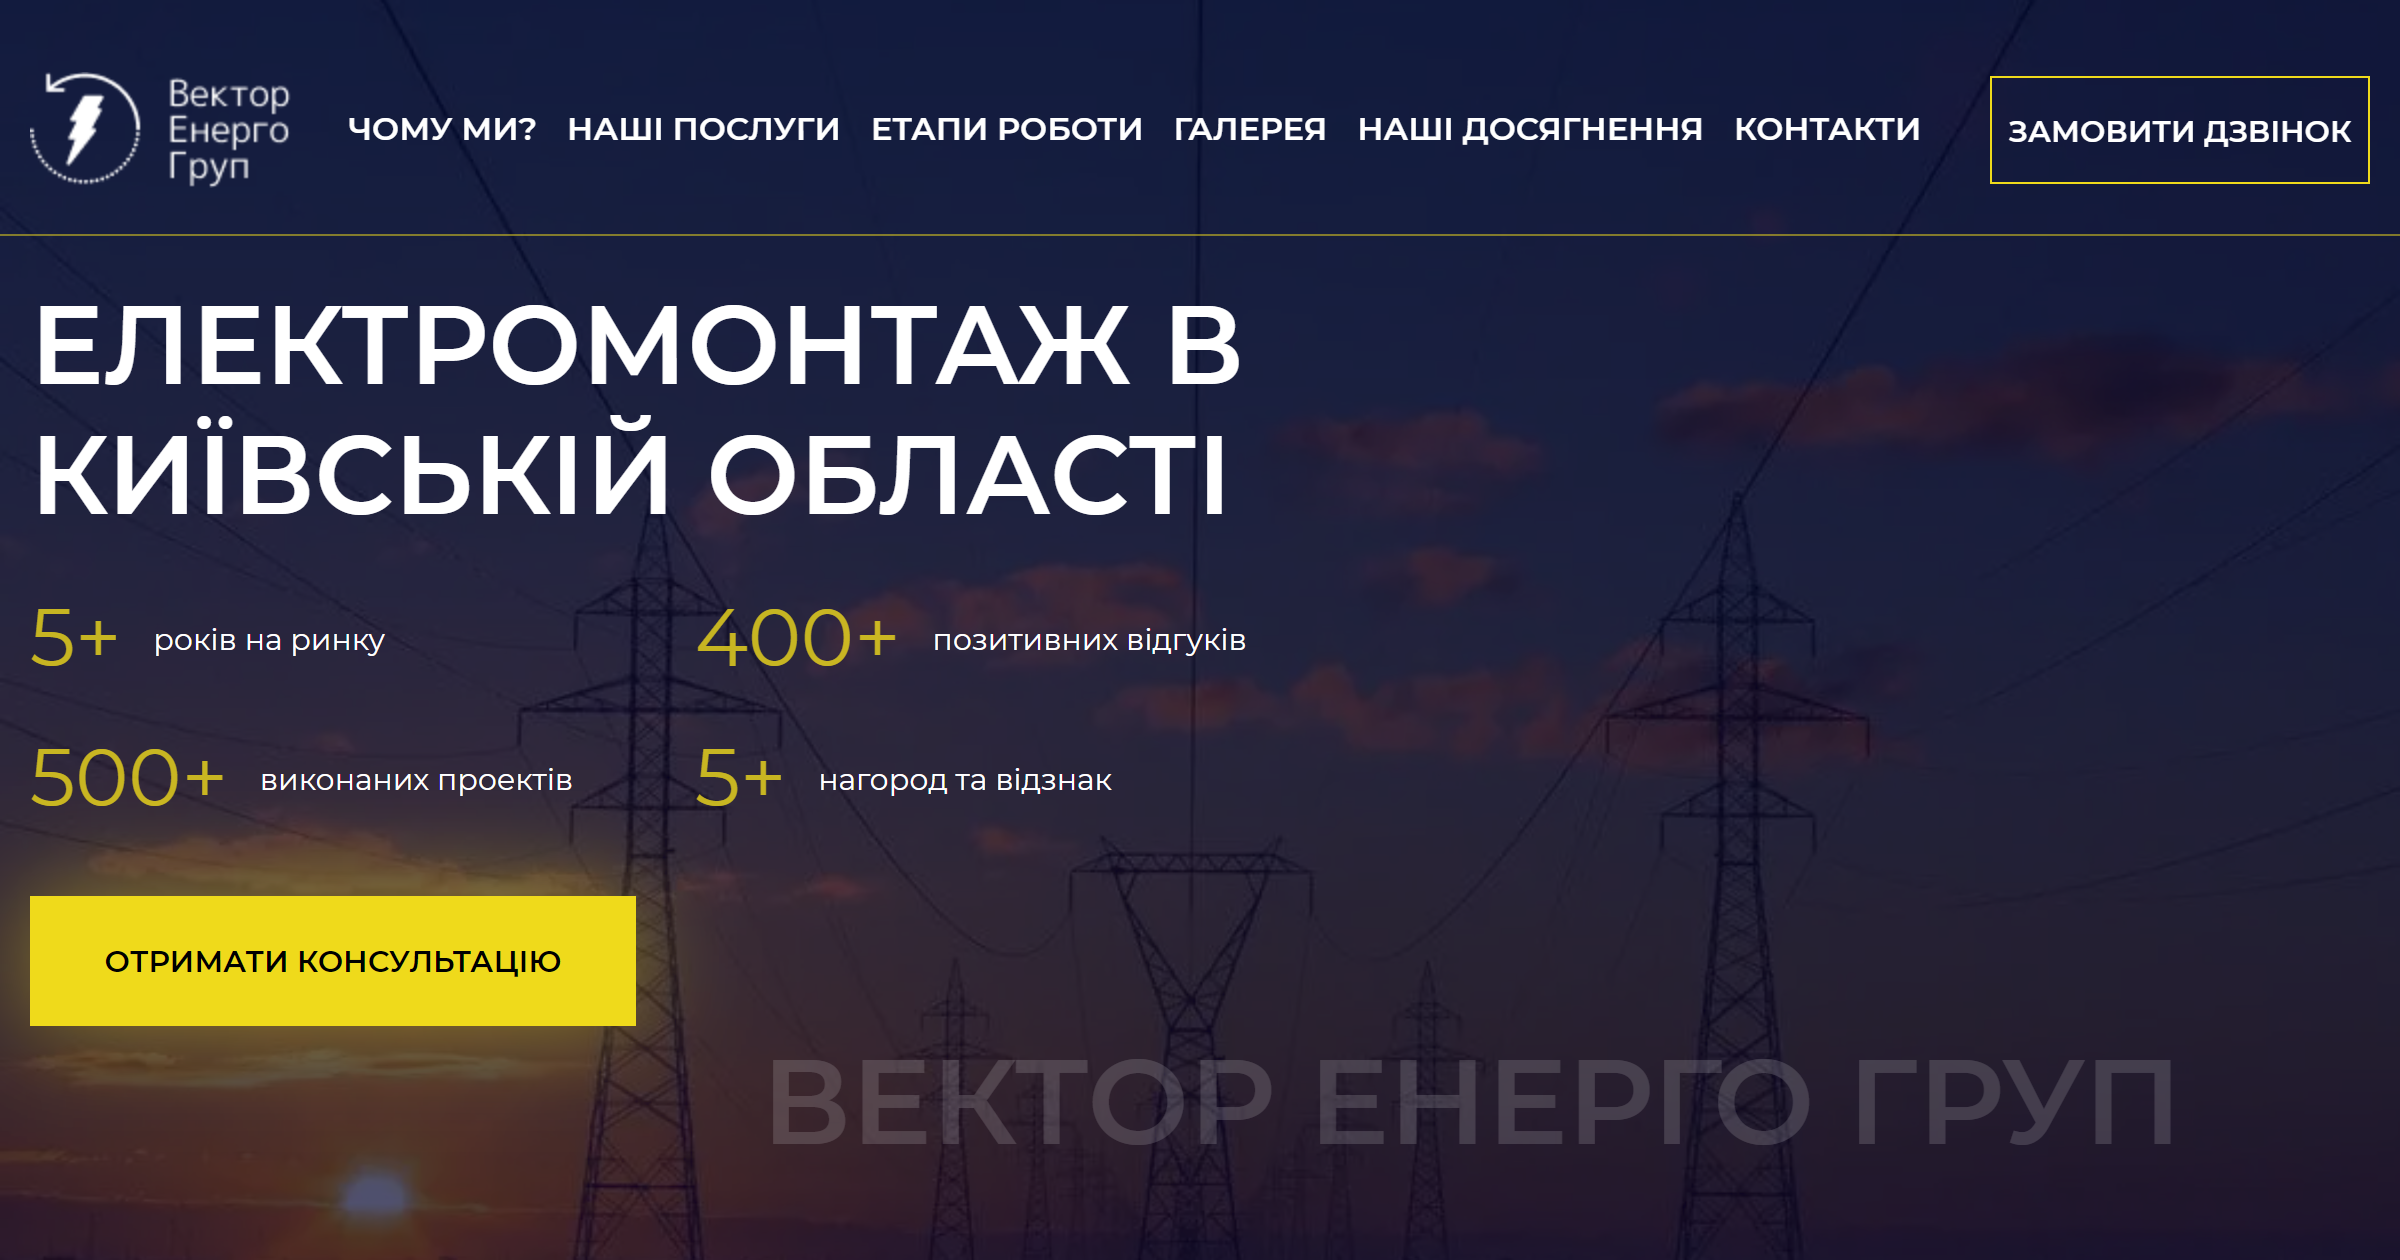 Вектор
Енерго
Груп
ЧОМУ МИ? НАШІ ПОСЛУГИ ЕТАПИ РОБОТИ ГАЛЕРЕЯ НАШІ ДОСЯГНЕННЯ КОНТАКТИ
ЗАМОВИТИ ДЗВІНОК
ЕЛЕКТРОМОНТАЖ В
КИЇВСЬКІЙ ОБЛАСТІ
5+ років на ринку
400+ позитивних відгуків
500+ виконаних проектів
5+ нагород та відзнак
ОТРИМАТИ КОНСУЛЬТАЦІЮ
ВЕКТОР ЕНЕРГО ГРУП